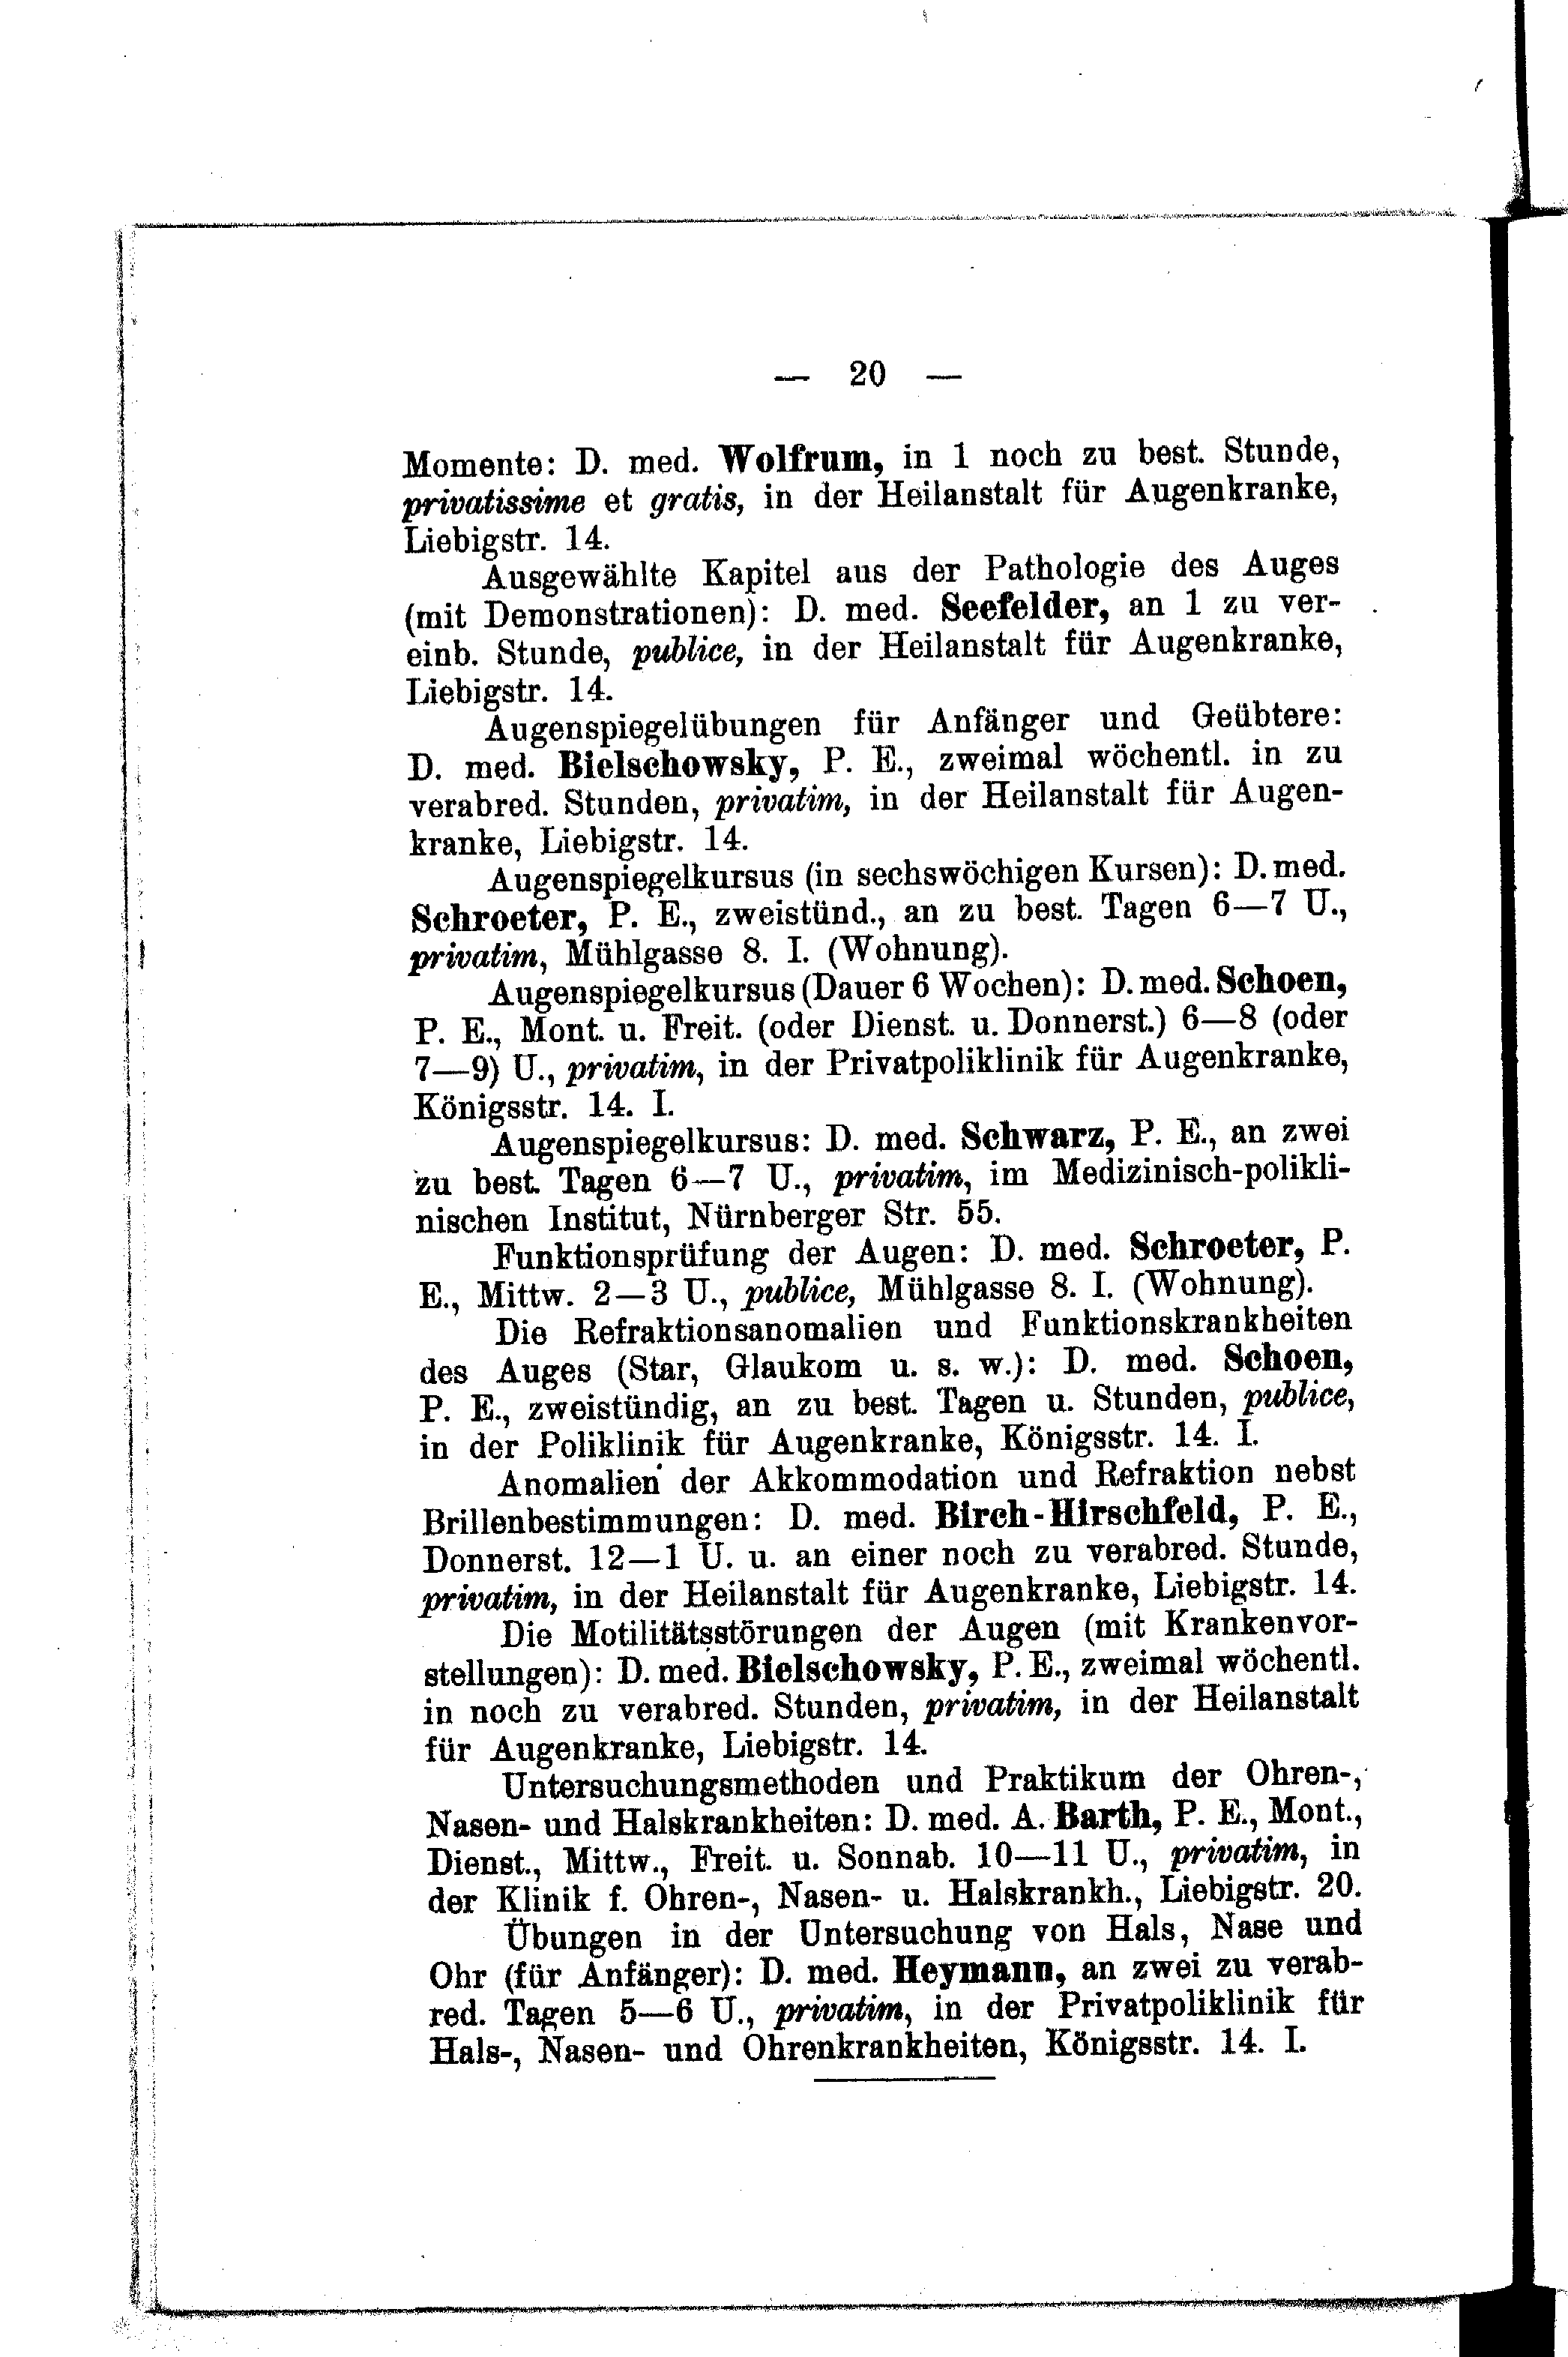 — 20 —
Momente: D. med. Wolfrum, in 1 noch zu best. Stunde,
privatissime et gratis, in der Heilanstalt für Augenkranke,
Liebigstr. 14.
Ausgewählte Kapitel aus der Pathologie des Auges
(mit Demonstrationen): D. med. Seefelder, an 1 zu ver-
einb. Stunde, publice, in der Heilanstalt für Augenkranke,
Liebigstr. 14.
Augenspiegelübungen für Anfänger und Geübtere:
D. med. Bielschowsky, P. E., zweimal wöchentl. in zu
verabred. Stunden, privatim, in der Heilanstalt für Augen-
kranke, Liebigstr. 14.
Augenspiegelkursus (in sechswöchigen Kursen): D. med.
Schroeter, P. E., zweistünd., an zu best. Tagen 6—7 U.,
privatim, Mühlgasse 8. I. (Wohnung).
Augenspiegelkursus (Dauer 6 Wochen): D. med. Schoen,
P. E., Mont. u. Freit. (oder Dienst. u. Donnerst.) 6—8 (oder
7—9) U., privatim, in der Privatpoliklinik für Augenkranke,
Königsstr. 14. I.
Augenspiegelkursus: D. med. Schwarz, P. E., an zwei
zu best. Tagen 6—7 U., privatim, im Medizinisch-polikli-
nischen Institut, Nürnberger Str. 55.
Funktionsprüfung der Augen: D. med. Schroeter, P.
E., Mittw. 2—3 U., publice, Mühlgasse 8. I. (Wohnung).
Die Refraktionsanomalien und Funktionskrankheiten
des Auges (Star, Glaukom u. s. w.): D. med. Schoen,
P. E., zweistündig, an zu best. Tagen u. Stunden, publice,
in der Poliklinik für Augenkranke, Königsstr. 14. I.
Anomalien der Akkommodation und Refraktion nebst
Brillenbestimmungen: D. med. Birch-Hirschfeld, P. E.,
Donnerst. 12—1 U. u. an einer noch zu verabred. Stunde,
privatim, in der Heilanstalt für Augenkranke, Liebigstr. 14.
Die Motilitätsstörungen der Augen (mit Krankenvor-
stellungen): D. med. Bielschowsky, P. E., zweimal wöchentl.
in noch zu verabred. Stunden, privatim, in der Heilanstalt
für Augenkranke, Liebigstr. 14.
Untersuchungsmethoden und Praktikum der Ohren-,
Nasen- und Halskrankheiten: D. med. A. Barth, P. E., Mont.,
Dienst., Mittw., Freit. u. Sonnab. 10—11 U., privatim, in
der Klinik f. Ohren-, Nasen- u. Halskrankh., Liebigstr. 20.
Übungen in der Untersuchung von Hals, Nase und
Ohr (für Anfänger): D. med. Heymann, an zwei zu verab-
red. Tagen 5—6 U., privatim, in der Privatpoliklinik für
Hals-, Nasen- und Ohrenkrankheiten, Königsstr. 14. I.